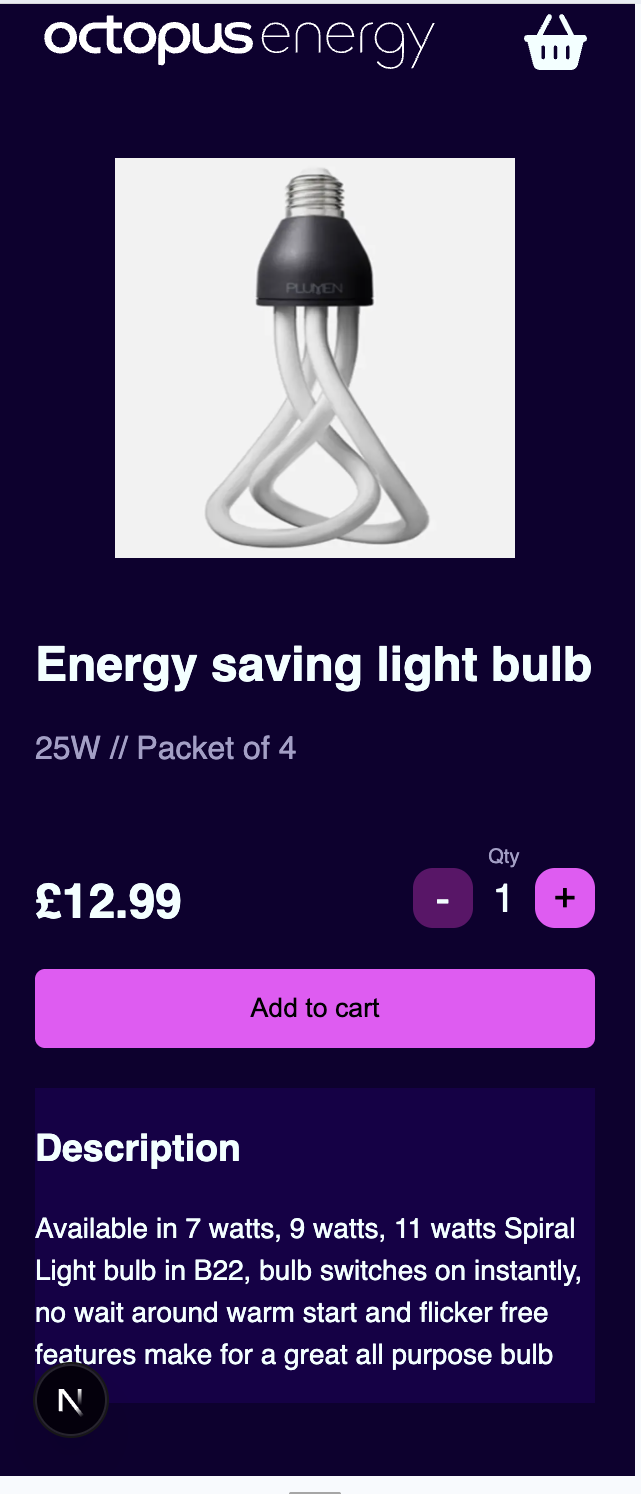 octopus energy
PLUMEN
Energy saving light bulb
25W // Packet of 4
Qty
£12.99
- 1 +
Add to cart
Description
Available in 7 watts, 9 watts, 11 watts Spiral
Light bulb in B22, bulb switches on instantly,
no wait around warm start and flicker free
features make for a great all purpose bulb
N